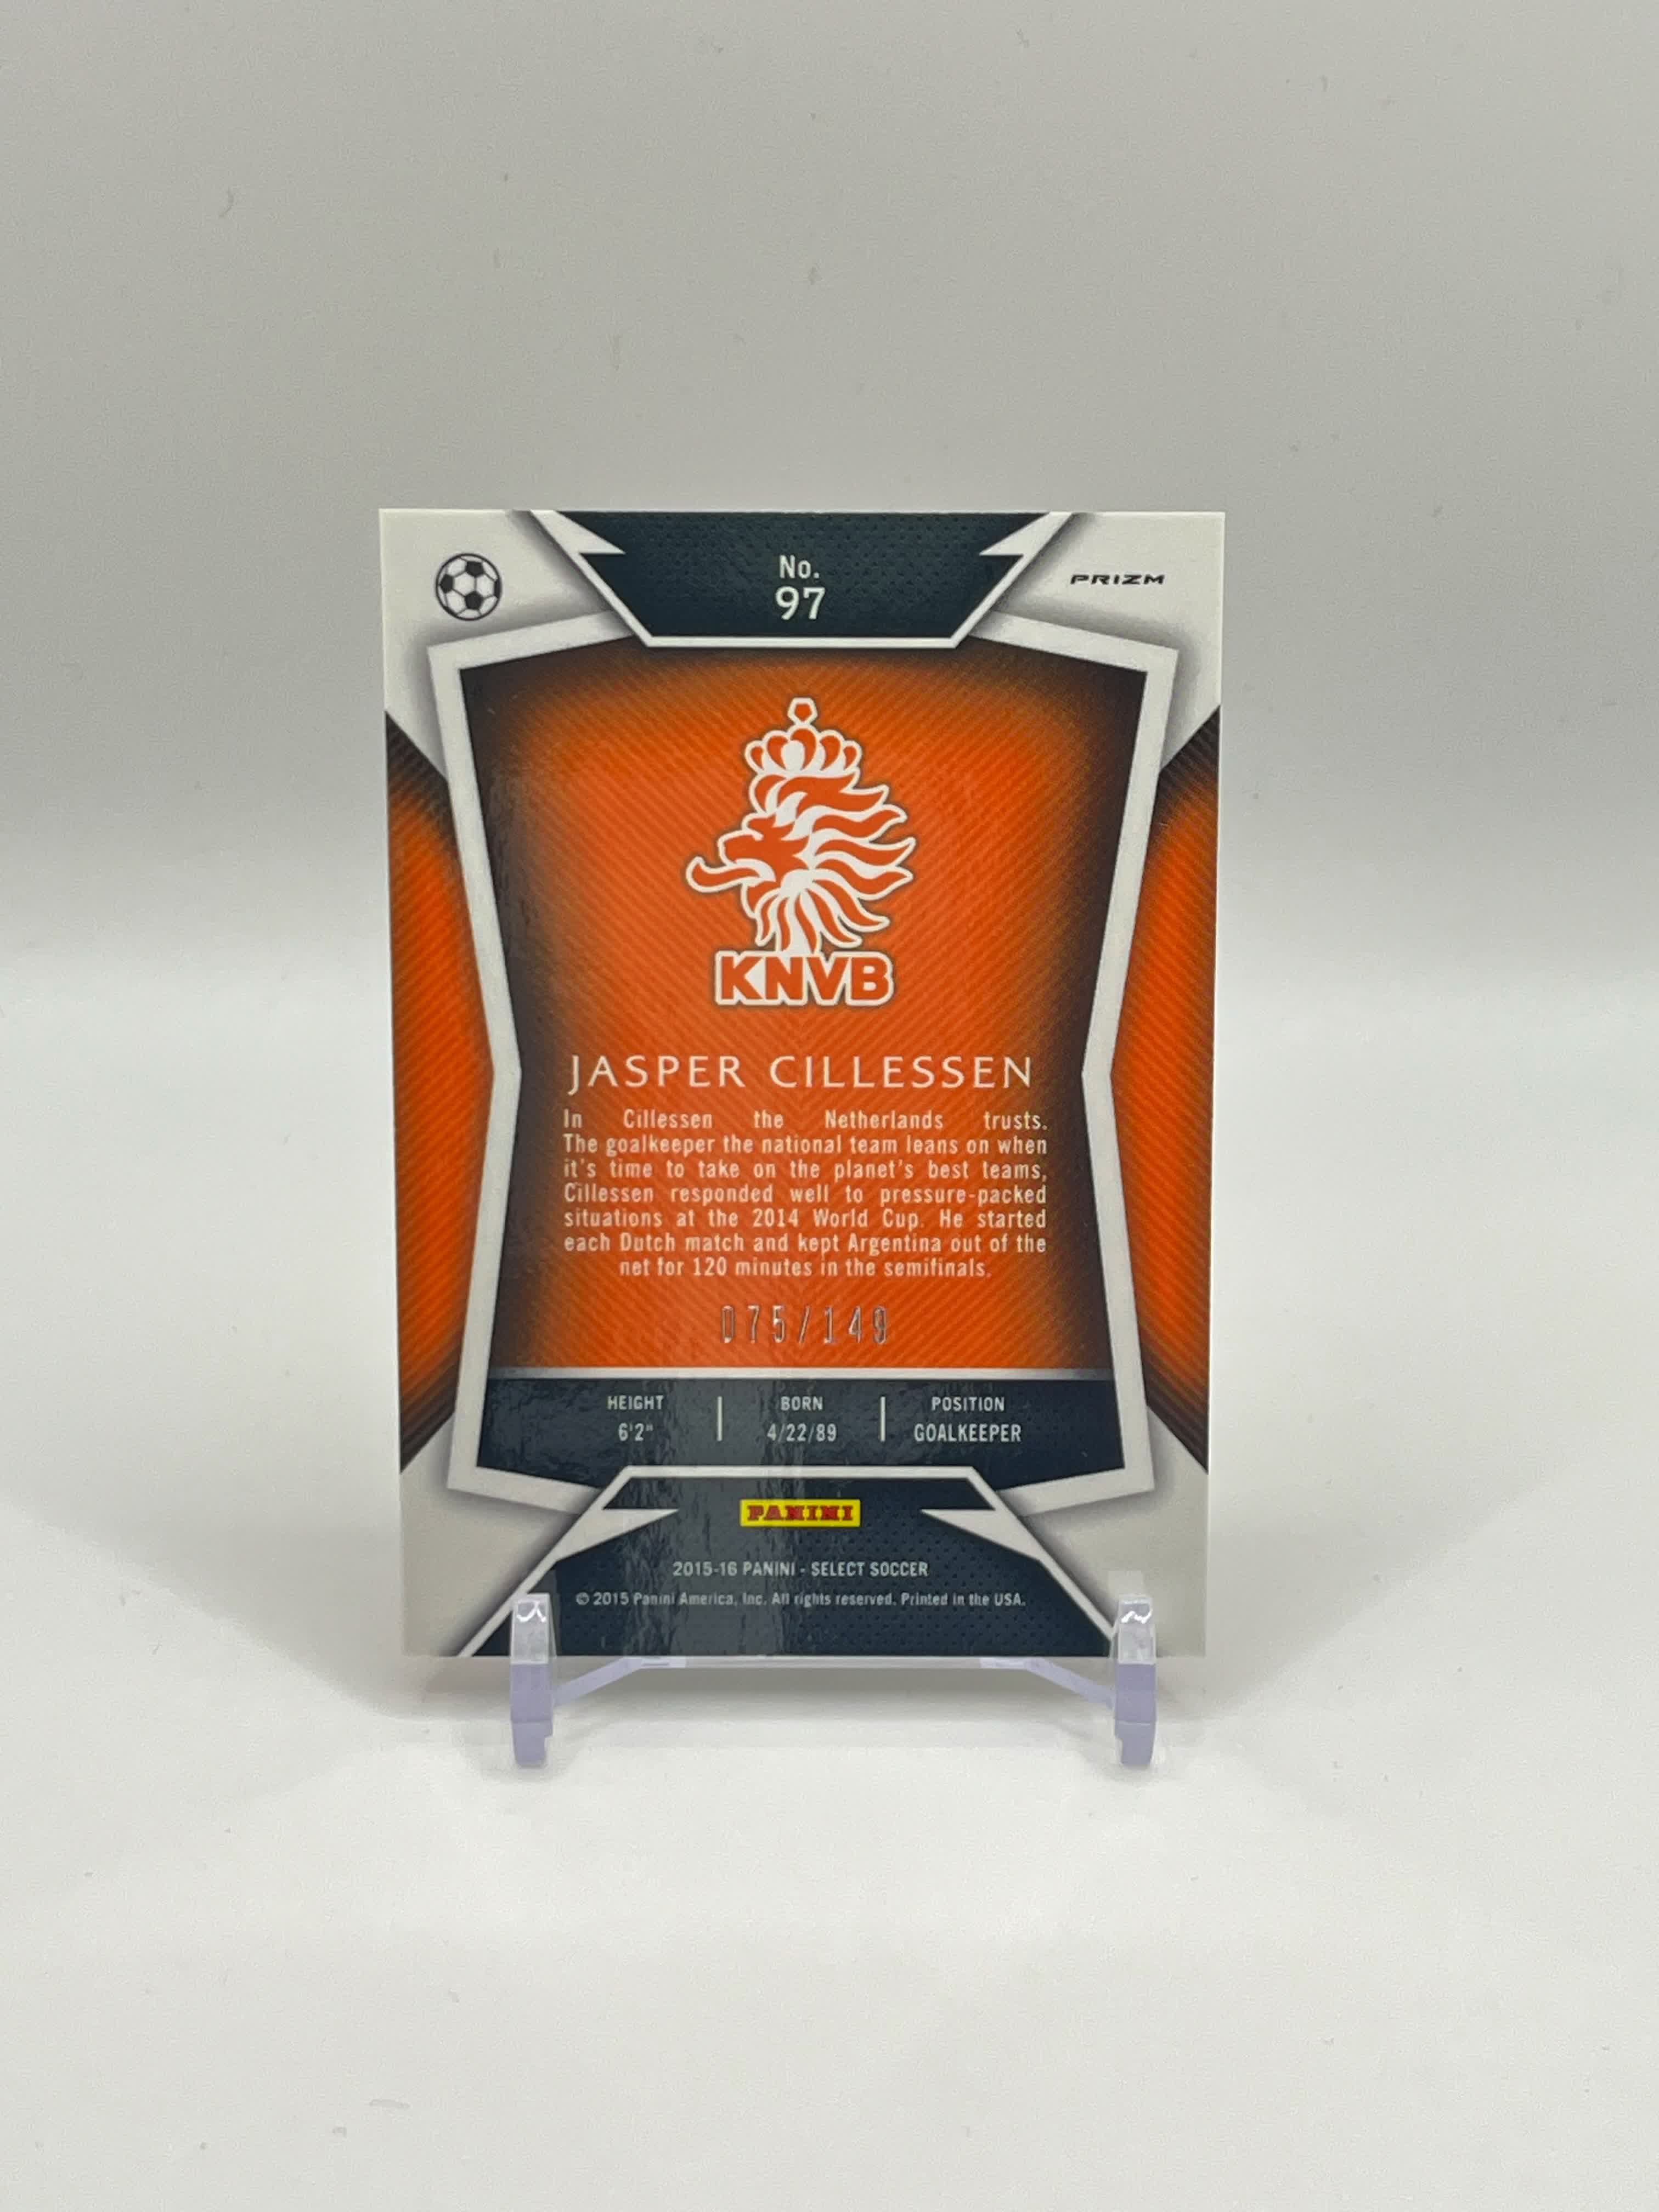 No.
97
PRIZM
KNVB
JASPER CILLESSEN
In Cillessen the Netherlands trusts.
The goalkeeper the national team leans on when
it's time to take on the planet's best teams,
Cillessen responded well to pressure-packed
situations at the 2014 World Cup. He started
each Dutch match and kept Argentina out of the
net for 120 minutes in the semifinals.
075/149
HEIGHT BORN POSITION
6'2" 4/22/89 GOALKEEPER
PANINI
2015-16 PANINI - SELECT SOCCER
© 2015 Panini America, Inc. All rights reserved. Printed in the USA.